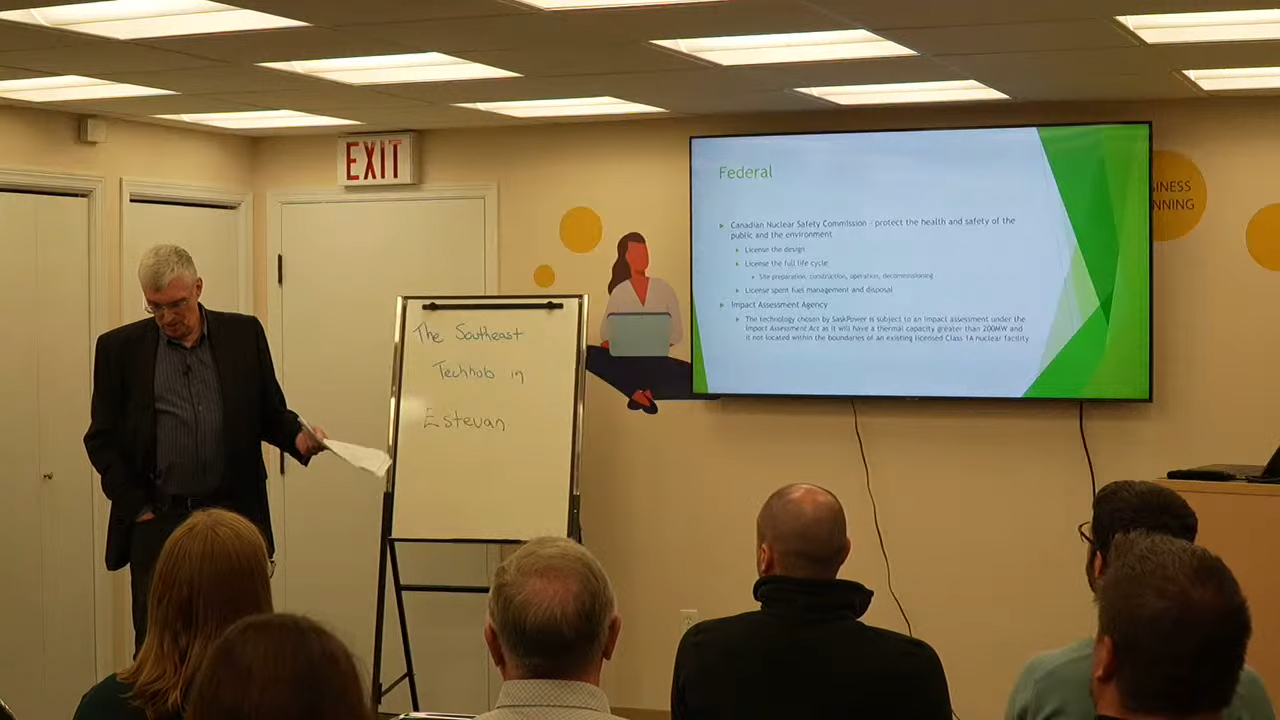 EXIT
The Southeast
Techhub in
Estevan
Federal
Canadian Nuclear Safety Commission - protect the health and safety of the
public and the environment
License the design
License the full life cycle
Site preparation, construction, operation, decommissioning
License spent fuel management and disposal
Impact Assessment Agency
The technology chosen by SaskPower is subject to an impact assessment under the
Impact Assessment Act as it will have a thermal capacity greater than 200MW and
it not located within the boundaries of an existing licensed Class 1A nuclear facility
INESS
NNING